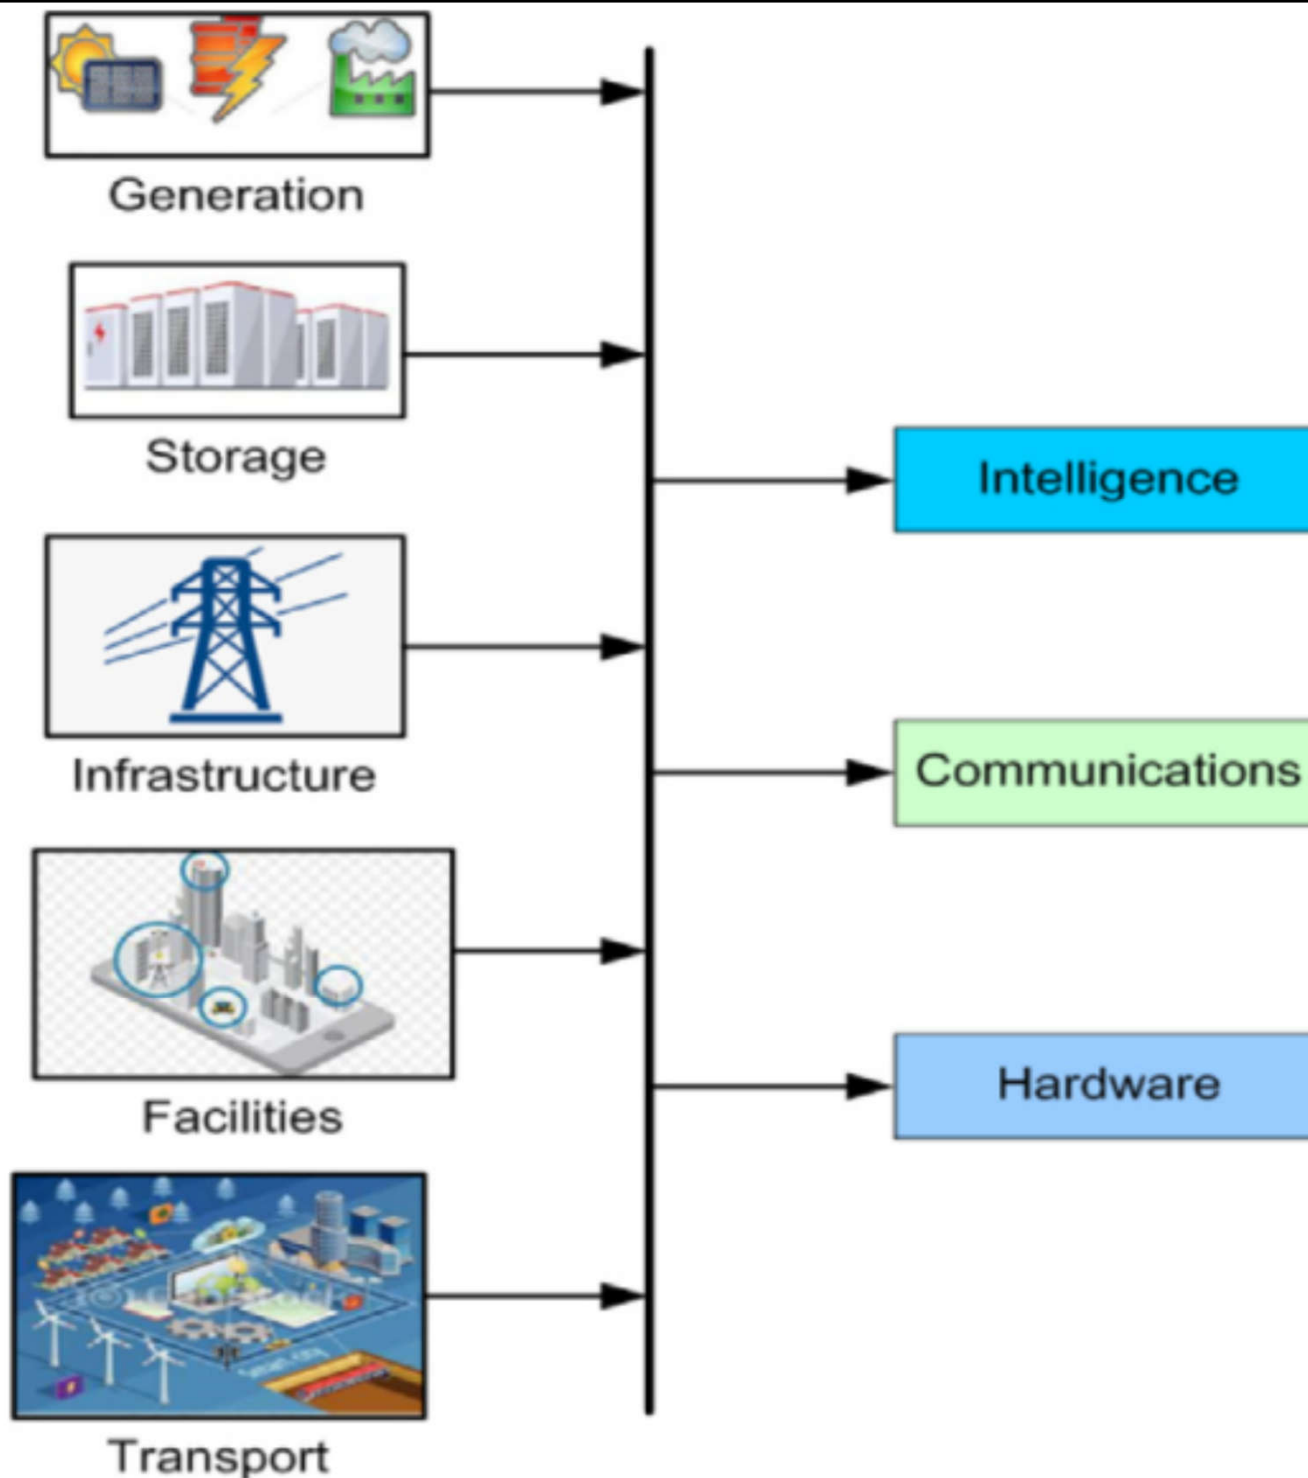 Generation
Storage
Intelligence
Infrastructure
Communications
Facilities
Hardware
Transport